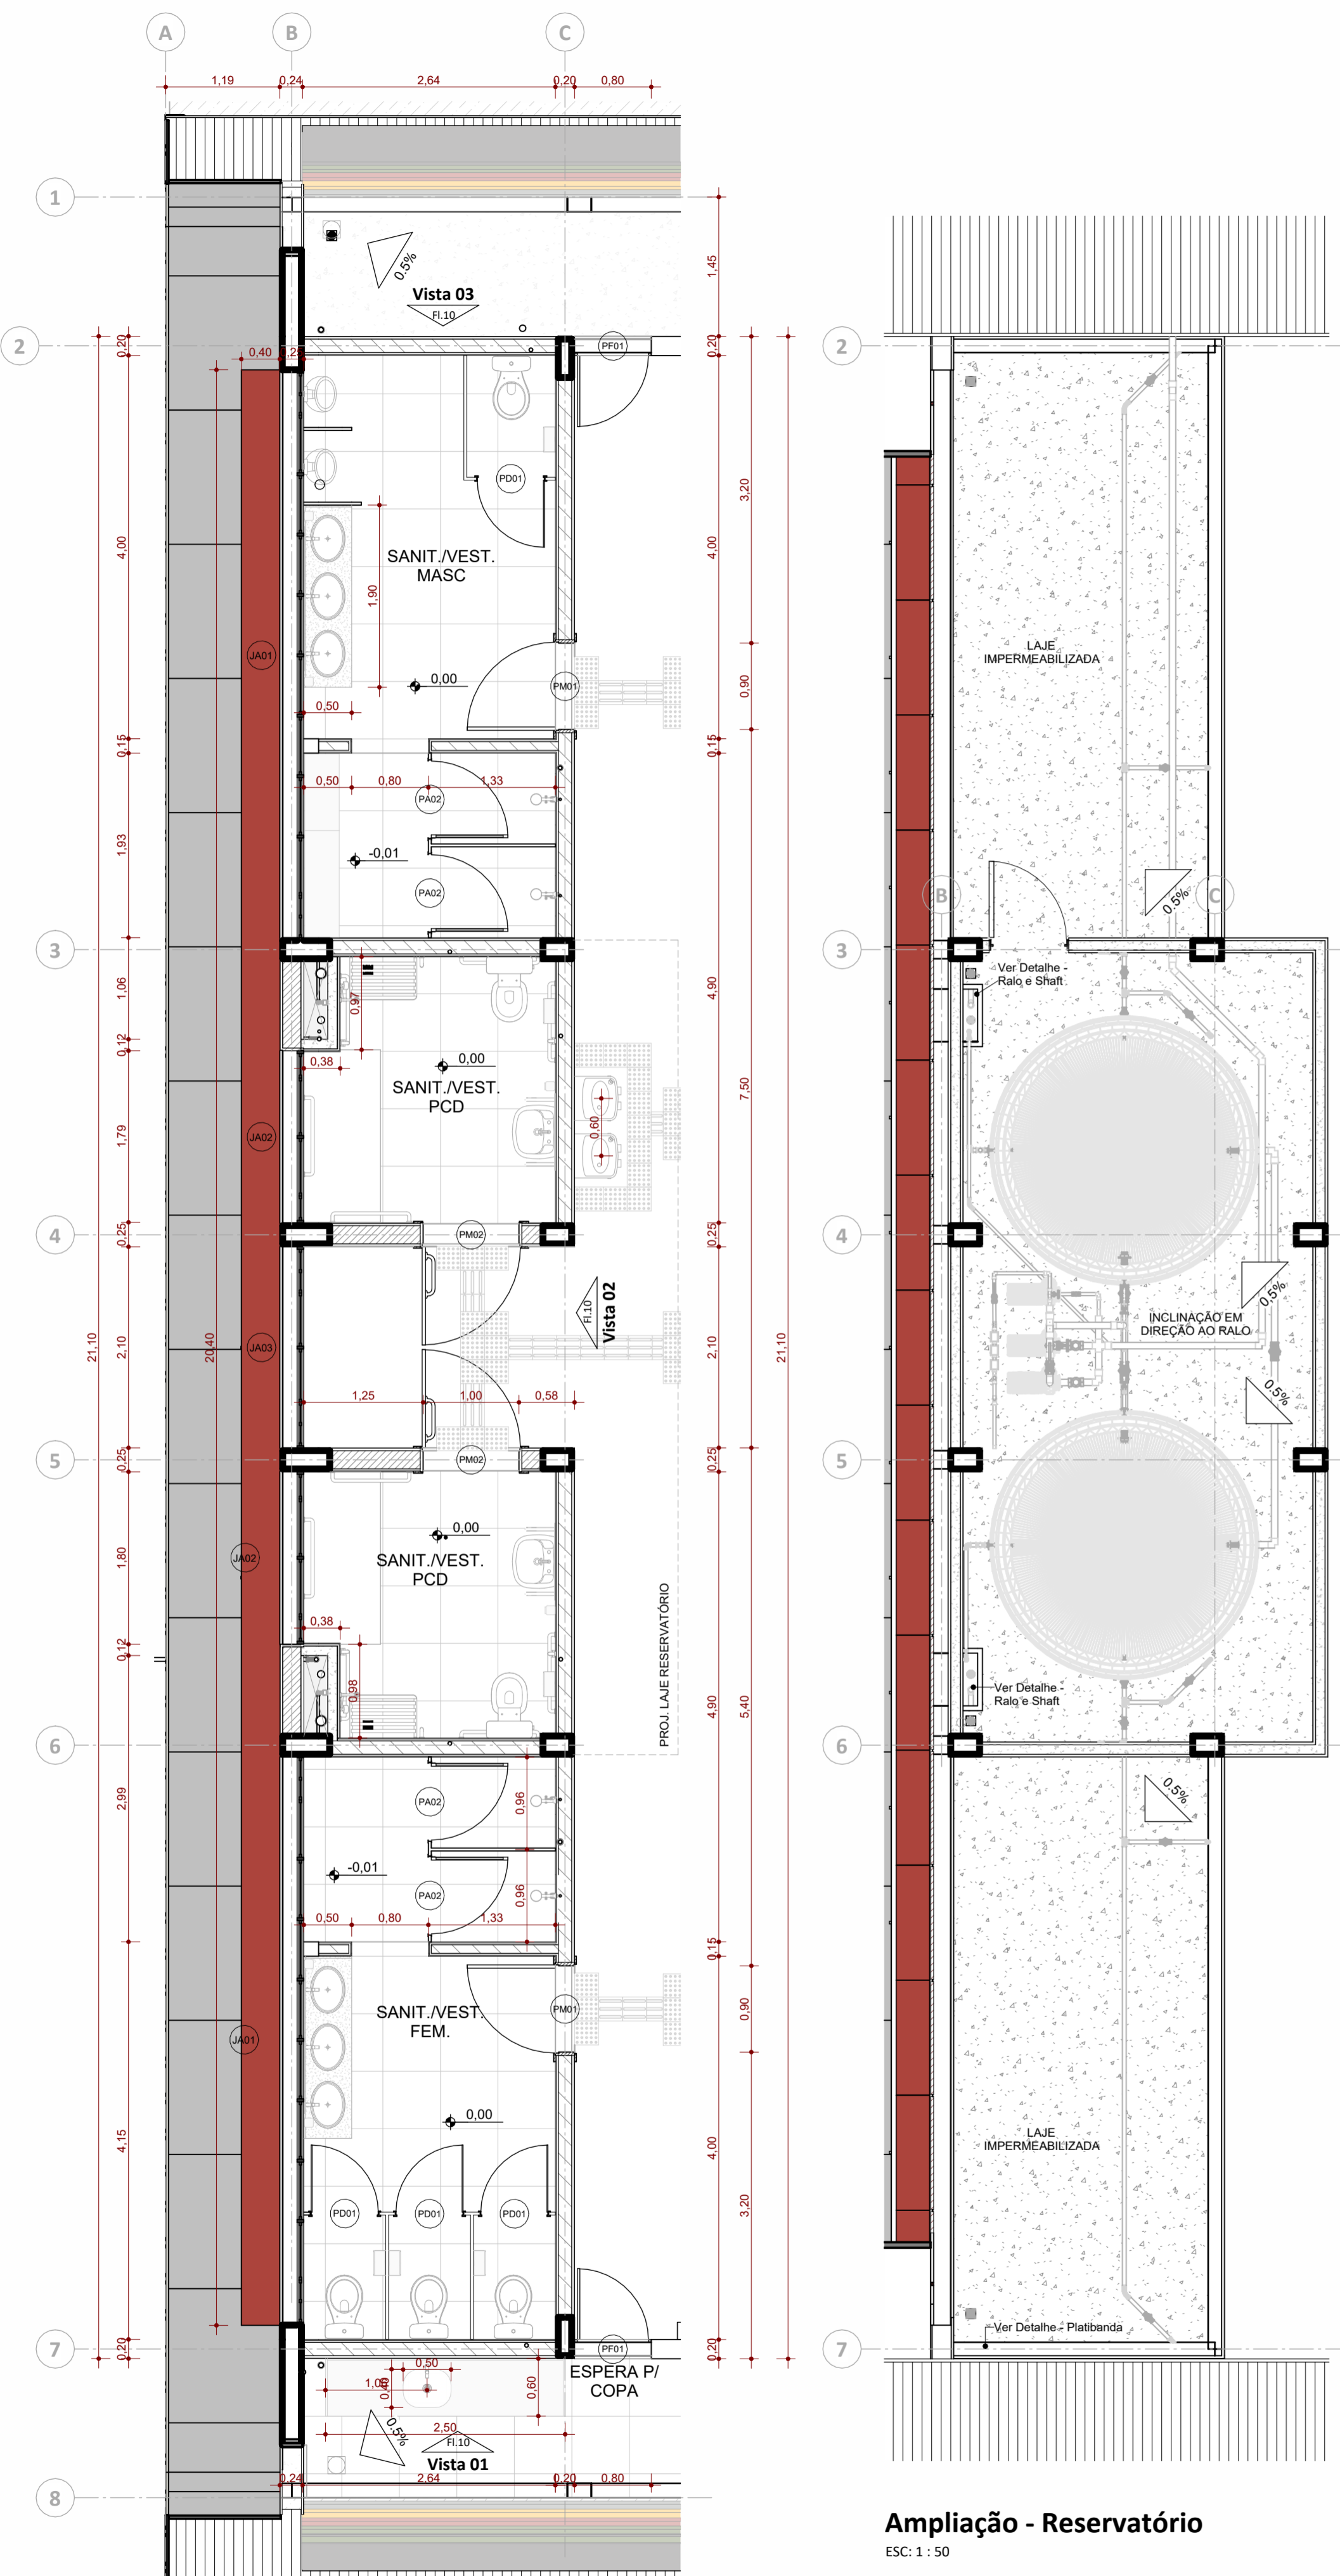 A
B
C
1,19
0,24
2,64
0,20
0,80
1
0.5%
Vista 03
Fl.10
1,45
2
0,20
0,40
PF01
0,20
2
4,00
PD01
3,20
4,00
SANIT./VEST.
MASC
1,90
JA01
0,00
PM01
0,90
LAJE
IMPERMEABILIZADA
0,50
0,15
0,15
0,50
0,80
1,33
PA02
1,93
-0,01
PA02
B
C
0.5%
3
3
1,06
0,97
4,90
Ver Detalhe -
Ralo e Shaft
0,12
0,38
0,00
SANIT./VEST.
PCD
7,50
0,60
1,79
JA02
4
0,25
PM02
0,25
4
Fl.10
Vista 02
0.5%
INCLINAÇÃO EM
DIREÇÃO AO RALO
21,10
2,10
20,40
JA03
2,10
21,10
1,25
1,00
0,58
0.5%
5
0,25
PM02
0,25
5
0,00
SANIT./VEST.
PCD
1,80
JA02
0,38
PROJ. LAJE RESERVATÓRIO
0,12
0,98
4,90
5,40
Ver Detalhe -
Ralo e Shaft
6
6
2,99
PA02
0,96
0.5%
-0,01
PA02
0,96
0,50
0,80
1,33
0,15
SANIT./VEST.
FEM.
PM01
0,90
JA01
0,00
4,15
4,00
LAJE
IMPERMEABILIZADA
PD01
PD01
PD01
3,20
7
0,20
PF01
0,20
Ver Detalhe - Platibanda
7
ESPERA P/
COPA
0,50
0,40
0,60
0.5%
2,50
Fl.10
Vista 01
0,24
2,64
0,20
0,80
8
Ampliação - Reservatório
ESC: 1 : 50